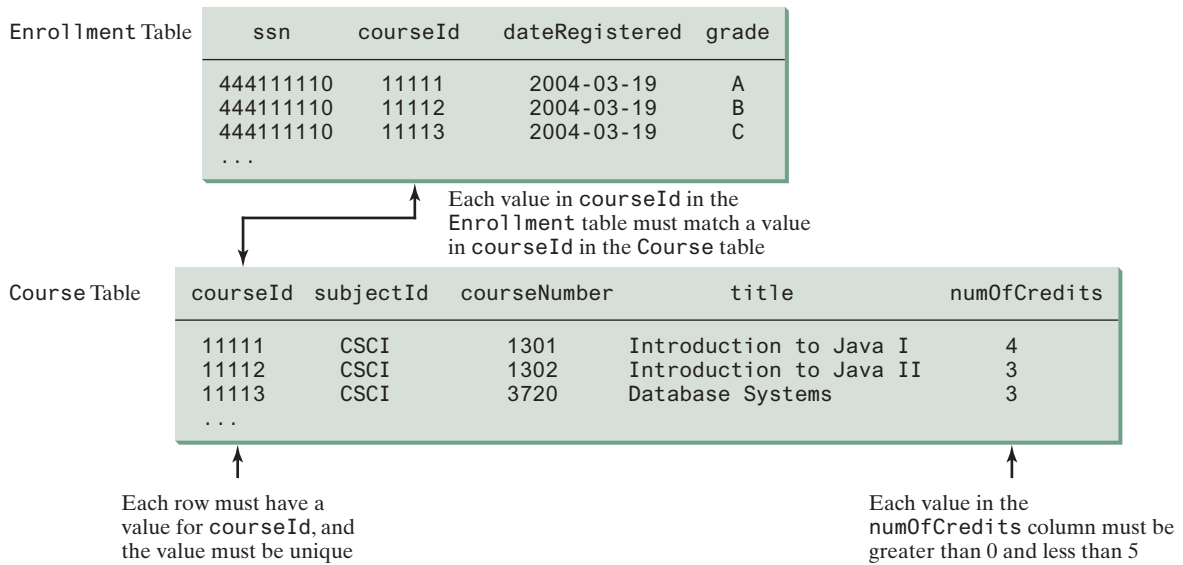 Enrollment Table
ssn courseId dateRegistered grade
444111110 11111 2004-03-19 A
444111110 11112 2004-03-19 B
444111110 11113 2004-03-19 C
...
Each value in courseId in the
Enrollment table must match a value
in courseId in the Course table
Course Table
courseId subjectId courseNumber title numOfCredits
11111 CSCI 1301 Introduction to Java I 4
11112 CSCI 1302 Introduction to Java II 3
11113 CSCI 3720 Database Systems 3
...
Each row must have a
value for courseId, and
the value must be unique
Each value in the
numOfCredits column must be
greater than 0 and less than 5